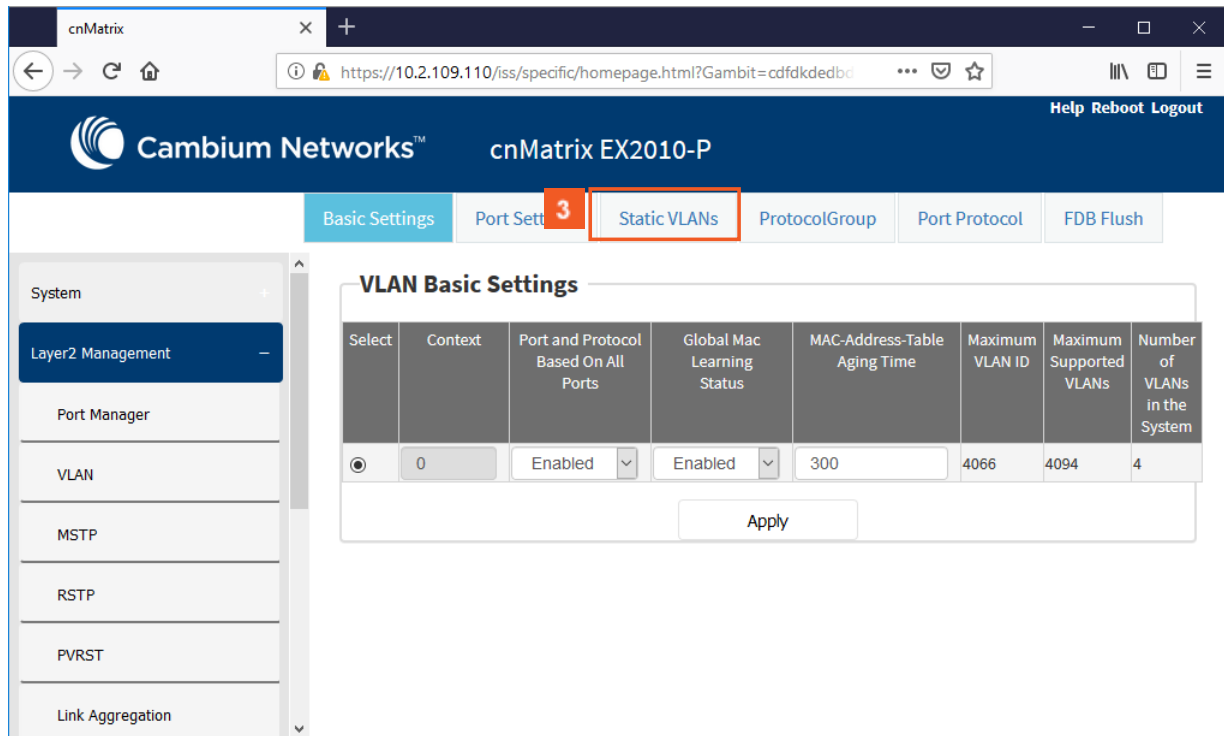 cnMatrix
https://10.2.109.110/iss/specific/homepage.html?Gambit=cdfdkdedbd
Help Reboot Logout
Cambium Networks™
cnMatrix EX2010-P
Basic Settings
Port Sett
3
Static VLANs
ProtocolGroup
Port Protocol
FDB Flush
System
Layer2 Management
Port Manager
VLAN
MSTP
RSTP
PVRST
Link Aggregation
VLAN Basic Settings
Select
Context
Port and Protocol
Based On All
Ports
Global Mac
Learning
Status
MAC-Address-Table
Aging Time
Maximum
VLAN ID
Maximum
Supported
VLANs
Number
of
VLANs
in the
System
0
Enabled
Enabled
300
4066
4094
4
Apply